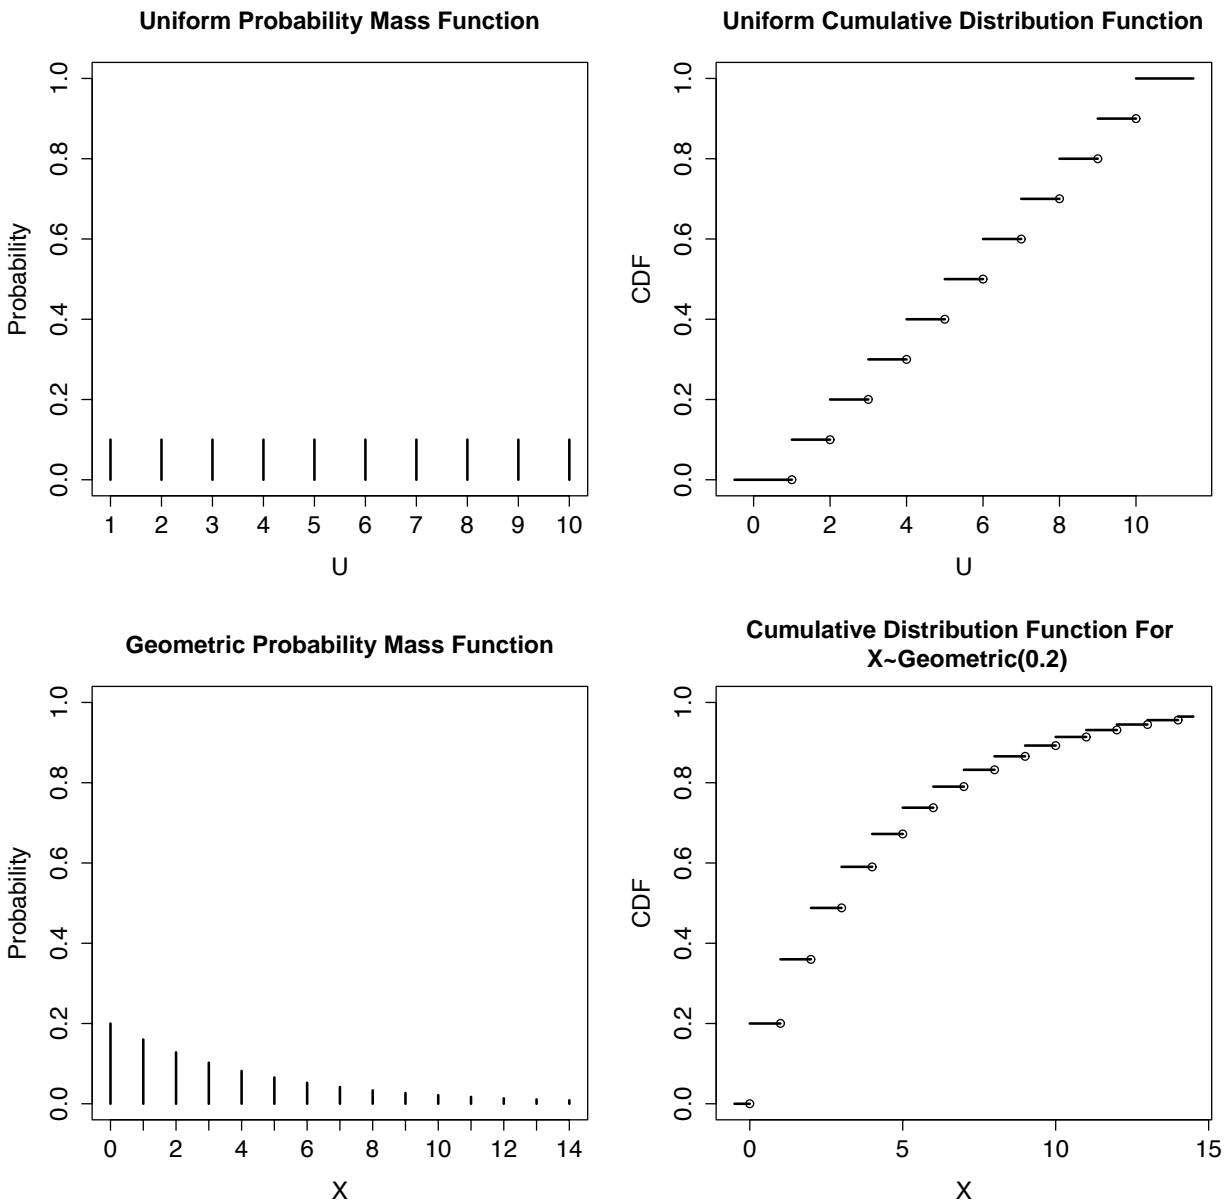 Uniform Probability Mass Function
Probability
0.0 0.2 0.4 0.6 0.8 1.0
1 2 3 4 5 6 7 8 9 10
U
Uniform Cumulative Distribution Function
CDF
0.0 0.2 0.4 0.6 0.8 1.0
0 2 4 6 8 10
U
Geometric Probability Mass Function
Probability
0.0 0.2 0.4 0.6 0.8 1.0
0 2 4 6 8 10 12 14
X
Cumulative Distribution Function For
X~Geometric(0.2)
CDF
0.0 0.2 0.4 0.6 0.8 1.0
0 5 10 15
X